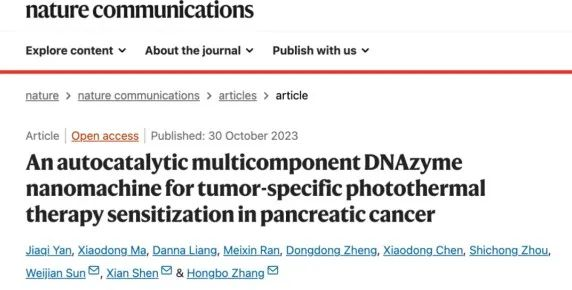 nature communications
Explore content About the journal Publish with us
nature > nature communications > articles > article
Article | Open access | Published: 30 October 2023
An autocatalytic multicomponent DNAzyme
nanomachine for tumor-specific photothermal
therapy sensitization in pancreatic cancer
Jiaqi Yan, Xiaodong Ma, Danna Liang, Meixin Ran, Dongdong Zheng, Xiaodong Chen, Shichong Zhou,
Weijian Sun, Xian Shen & Hongbo Zhang